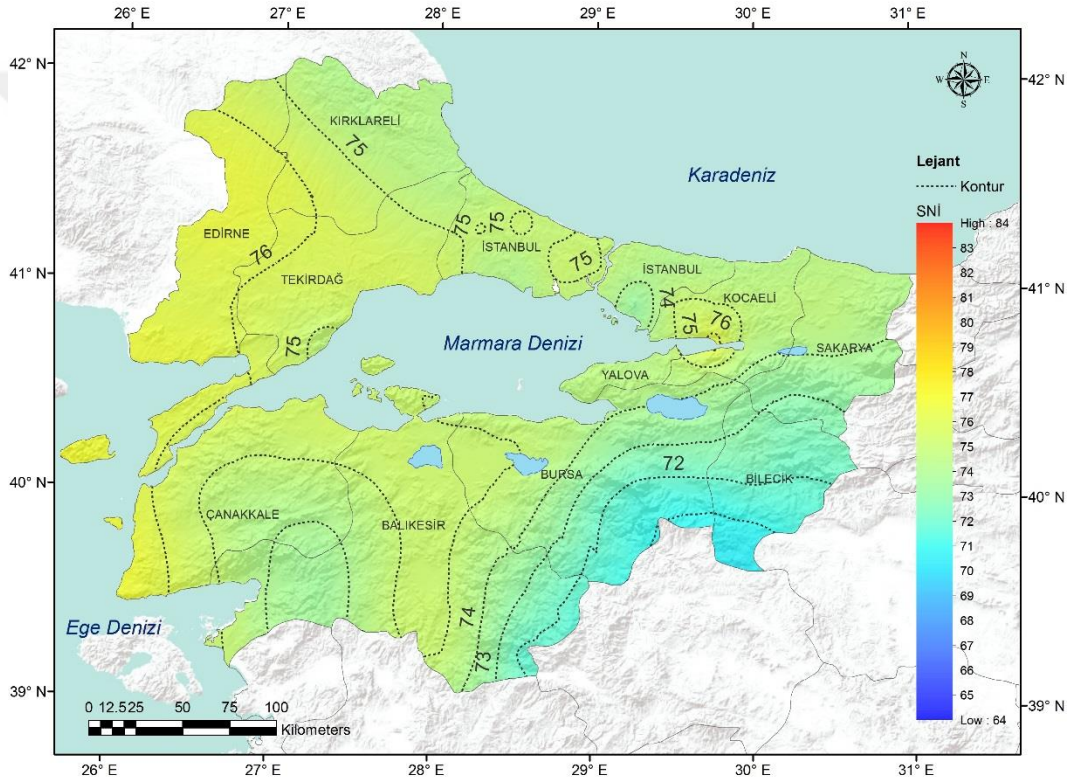 26° E 27° E 28° E 29° E 30° E 31° E
42° N
42° N
N
W E
S
KIRKLARELİ
75
Karadeniz
Lejant
Kontur
SNİ
High : 84
83
82
81
80
79
78
77
76
75
74
73
72
71
70
69
68
67
66
65
Low : 64
EDİRNE
76
75
75
İSTANBUL
75
41° N
TEKİRDAĞ
İSTANBUL
74
KOCAELİ
75
76
41° N
75
Marmara Denizi
SAKARYA
YALOVA
40° N
72
BURSA
BİLECİK
40° N
ÇANAKKALE
BALIKESİR
74
73
Ege Denizi
39° N
39° N
0 12.525 50 75 100
Kilometers
26° E 27° E 28° E 29° E 30° E 31° E